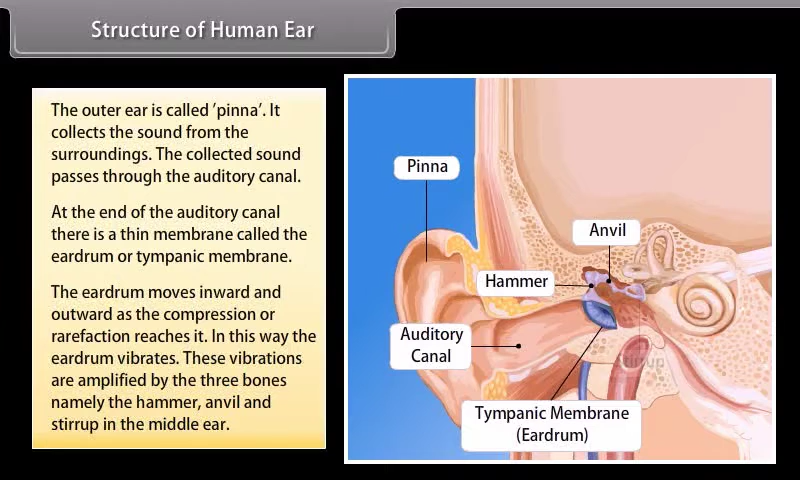 Structure of Human Ear
The outer ear is called 'pinna'. It
collects the sound from the
surroundings. The collected sound
passes through the auditory canal.
At the end of the auditory canal
there is a thin membrane called the
eardrum or tympanic membrane.
The eardrum moves inward and
outward as the compression or
rarefaction reaches it. In this way the
eardrum vibrates. These vibrations
are amplified by the three bones
namely the hammer, anvil and
stirrup in the middle ear.
Pinna
Anvil
Hammer
Auditory
Canal
Stirrup
Tympanic Membrane
(Eardrum)